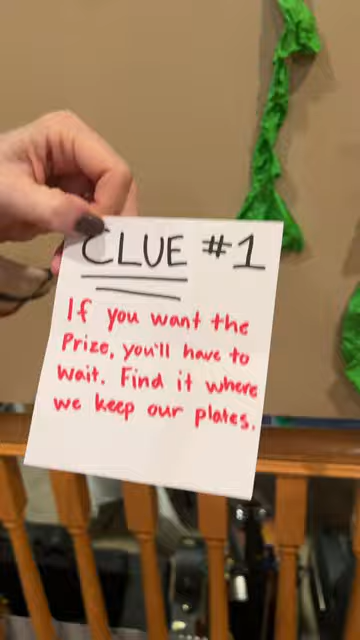 CLUE #1
If you want the
Prize, you'll have to
wait. Find it where
we keep our plates.